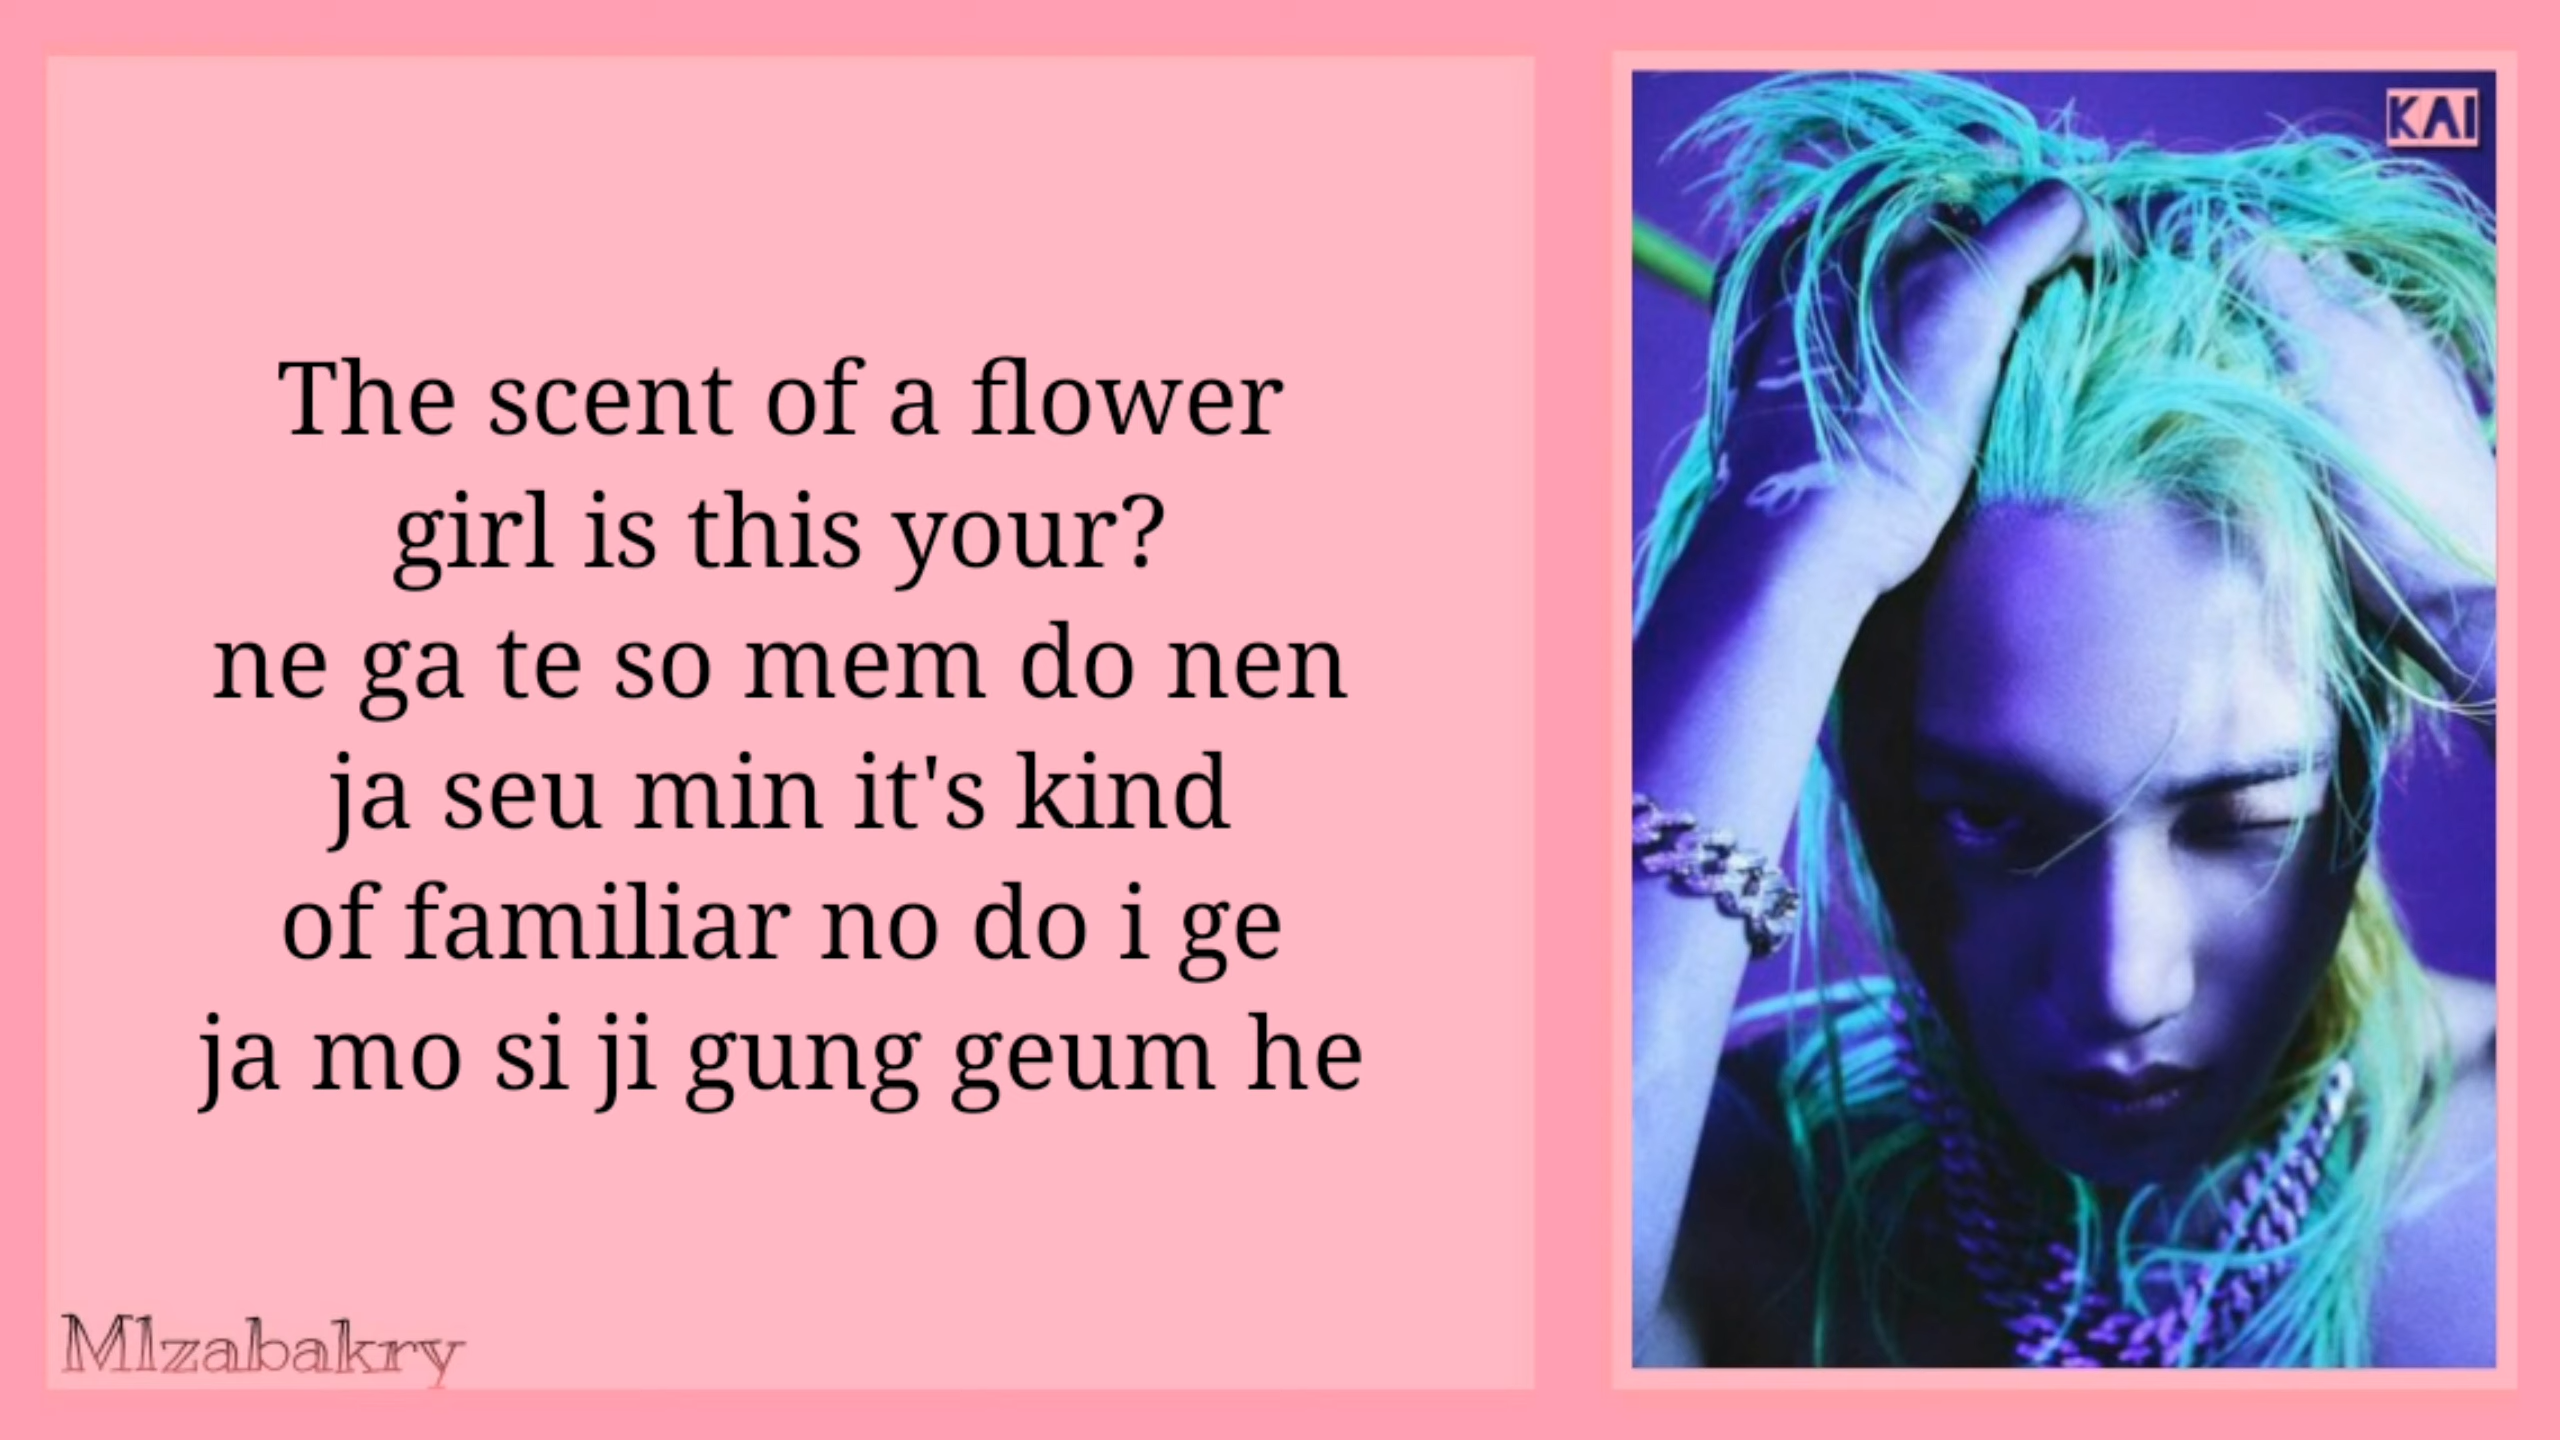 The scent of a flower
girl is this your?
ne ga te so mem do nen
ja seu min it's kind
of familiar no do i ge
ja mo si ji gung geum he
Mlzabakry
KAI